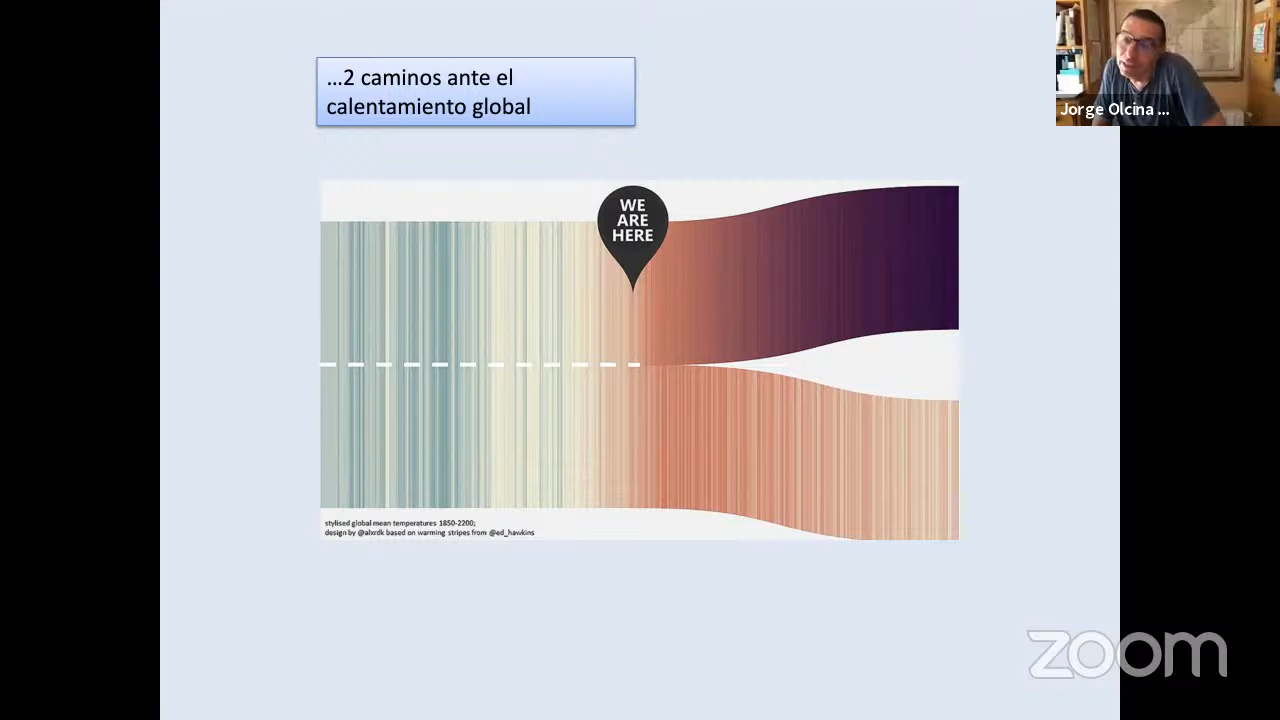 ...2 caminos ante el
calentamiento global
Jorge Olcina ...
WE
ARE
HERE
stylised global mean temperatures 1850-2200;
design by @alxrdk based on warming stripes from @ed_hawkins
zoom